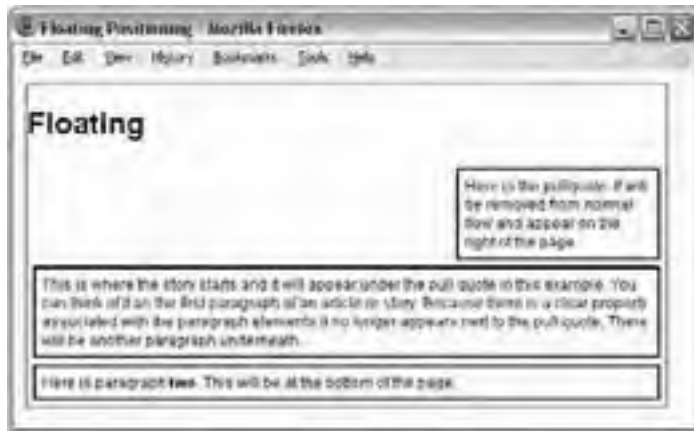 Floating Positioning - Mozilla Firefox
File Edit View History Bookmarks Tools Help
Floating
Here is the pullquote. It will
be removed from normal
flow and appear on the
right of the page.
This is where the story starts and it will appear under the pull quote in this example. You
can think of it as the first paragraph of an article or story. Because there is a clear property
associated with the paragraph elements it no longer appears next to the pull quote. There
will be another paragraph underneath.
Here is paragraph two. This will be at the bottom of the page.